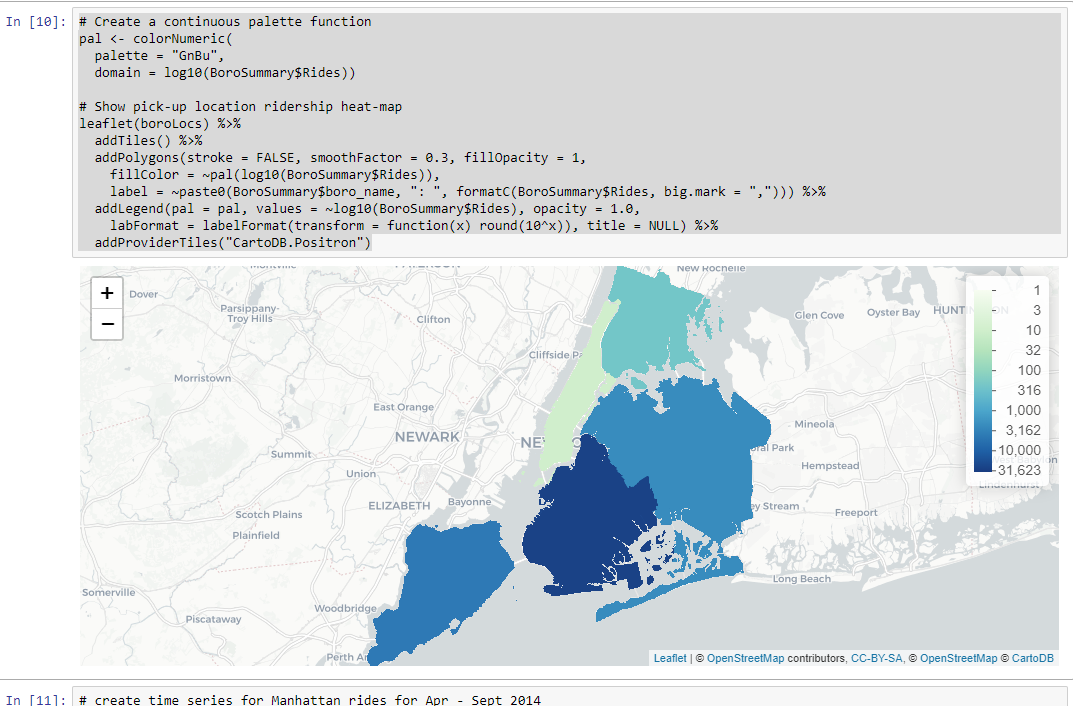 In [10]:
# Create a continuous palette function
pal <- colorNumeric(
  palette = "GnBu",
  domain = log10(BoroSummary$Rides))
# Show pick-up location ridership heat-map
leaflet(boroLocs) %>%
  addTiles() %>%
  addPolygons(stroke = FALSE, smoothFactor = 0.3, fillOpacity = 1,
    fillColor = ~pal(log10(BoroSummary$Rides)),
    label = ~paste0(BoroSummary$boro_name, ": ", formatC(BoroSummary$Rides, big.mark = ","))) %>%
  addLegend(pal = pal, values = ~log10(BoroSummary$Rides), opacity = 1.0,
    labFormat = labelFormat(transform = function(x) round(10^x)), title = NULL) %>%
  addProviderTiles("CartoDB.Positron")
+
−
Montville
New Rochelle
Dover
Parsippany-
Troy Hills
Clifton
Glen Cove
Oyster Bay
HUNT
Cliffside Pa
Morristown
East Orange
NEWARK
NE
Mineola
ral Park
Summit
Union
Hempstead
ELIZABETH
Bayonne
ey Stream
Freeport
Scotch Plains
Plainfield
Long Beach
Somerville
Woodbridge
Piscataway
Perth A
1
3
10
32
100
316
1,000
3,162
10,000
31,623
Lindenhurst
Leaflet | © OpenStreetMap contributors, CC-BY-SA, © OpenStreetMap © CartoDB
In [11]:
# create time series for Manhattan rides for Apr - Sept 2014